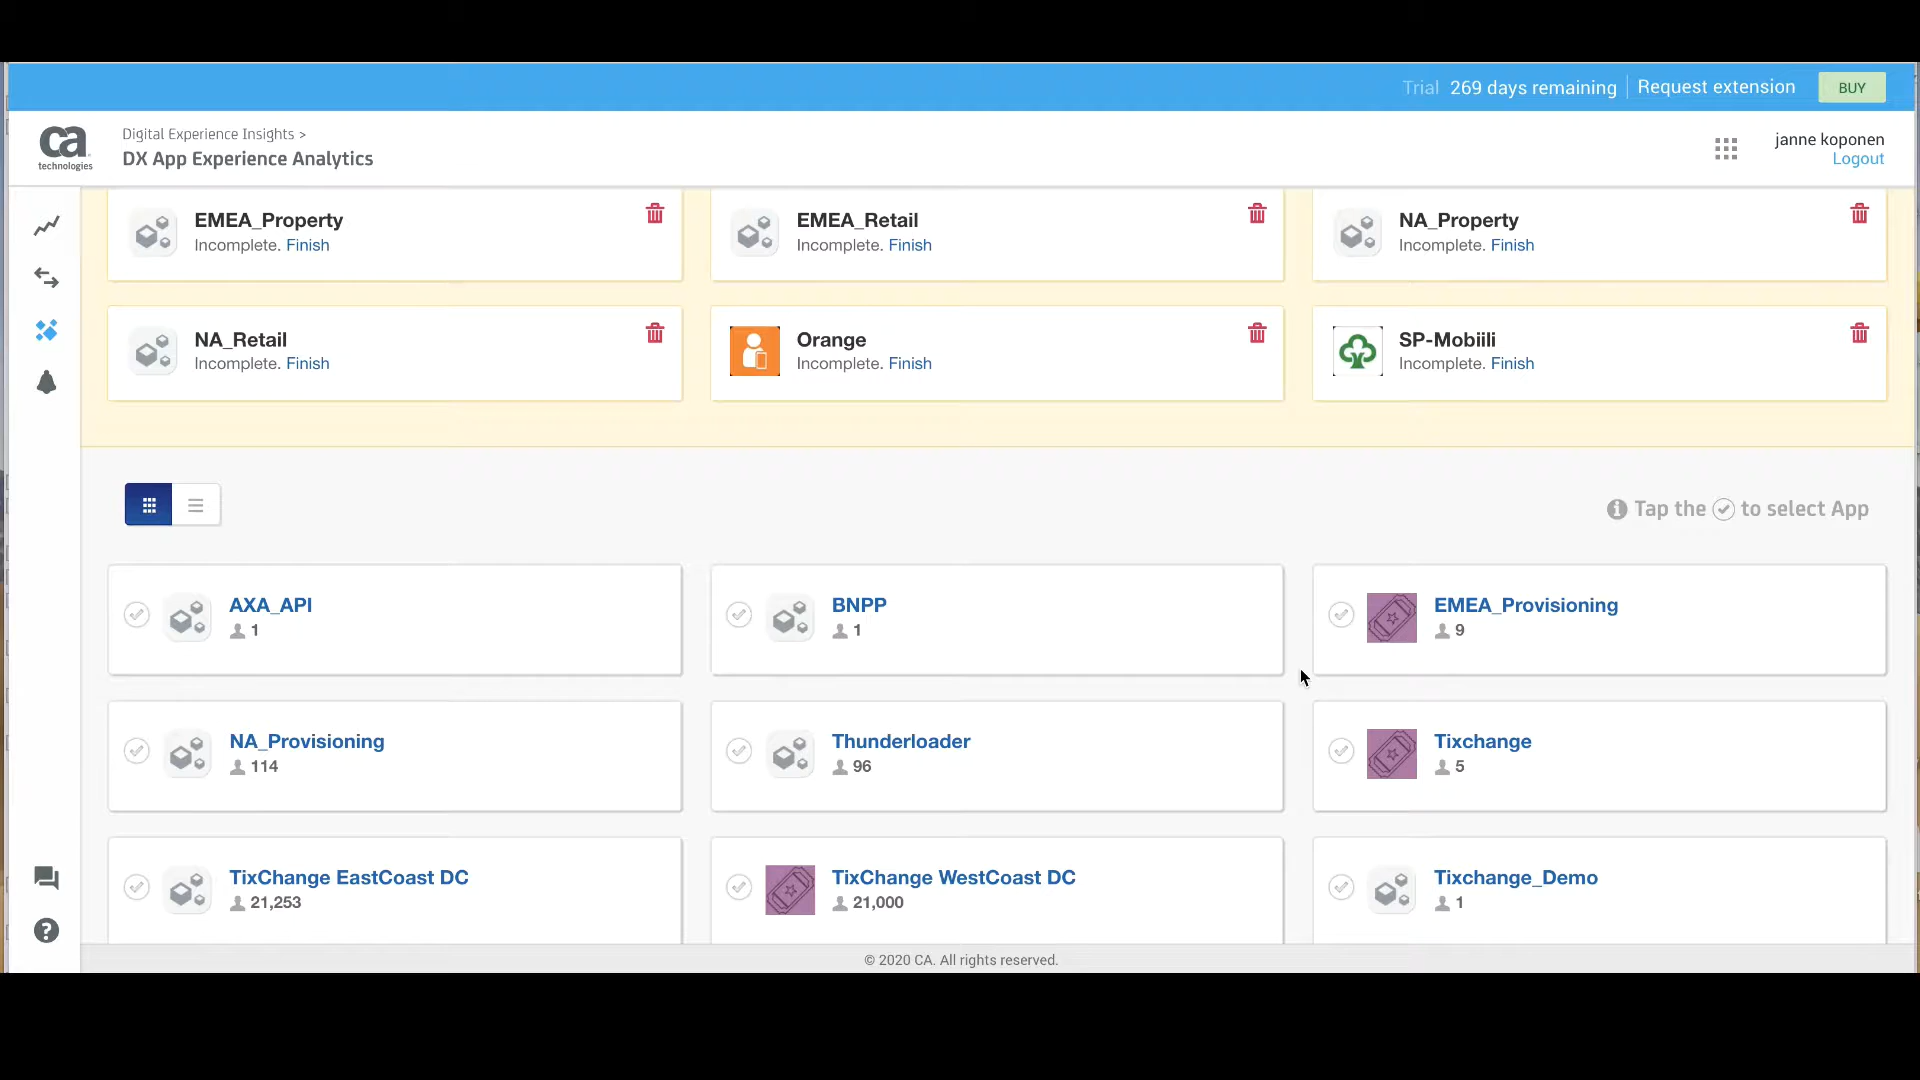 Trial 269 days remaining Request extension BUY
ca technologies
Digital Experience Insights >
DX App Experience Analytics
janne koponen
Logout
EMEA_Property
Incomplete. Finish
EMEA_Retail
Incomplete. Finish
NA_Property
Incomplete. Finish
NA_Retail
Incomplete. Finish
Orange
Incomplete. Finish
SP-Mobiili
Incomplete. Finish
Tap the to select App
AXA_API
1
BNPP
1
EMEA_Provisioning
9
NA_Provisioning
114
Thunderloader
96
Tixchange
5
TixChange EastCoast DC
21,253
TixChange WestCoast DC
21,000
Tixchange_Demo
1
© 2020 CA. All rights reserved.